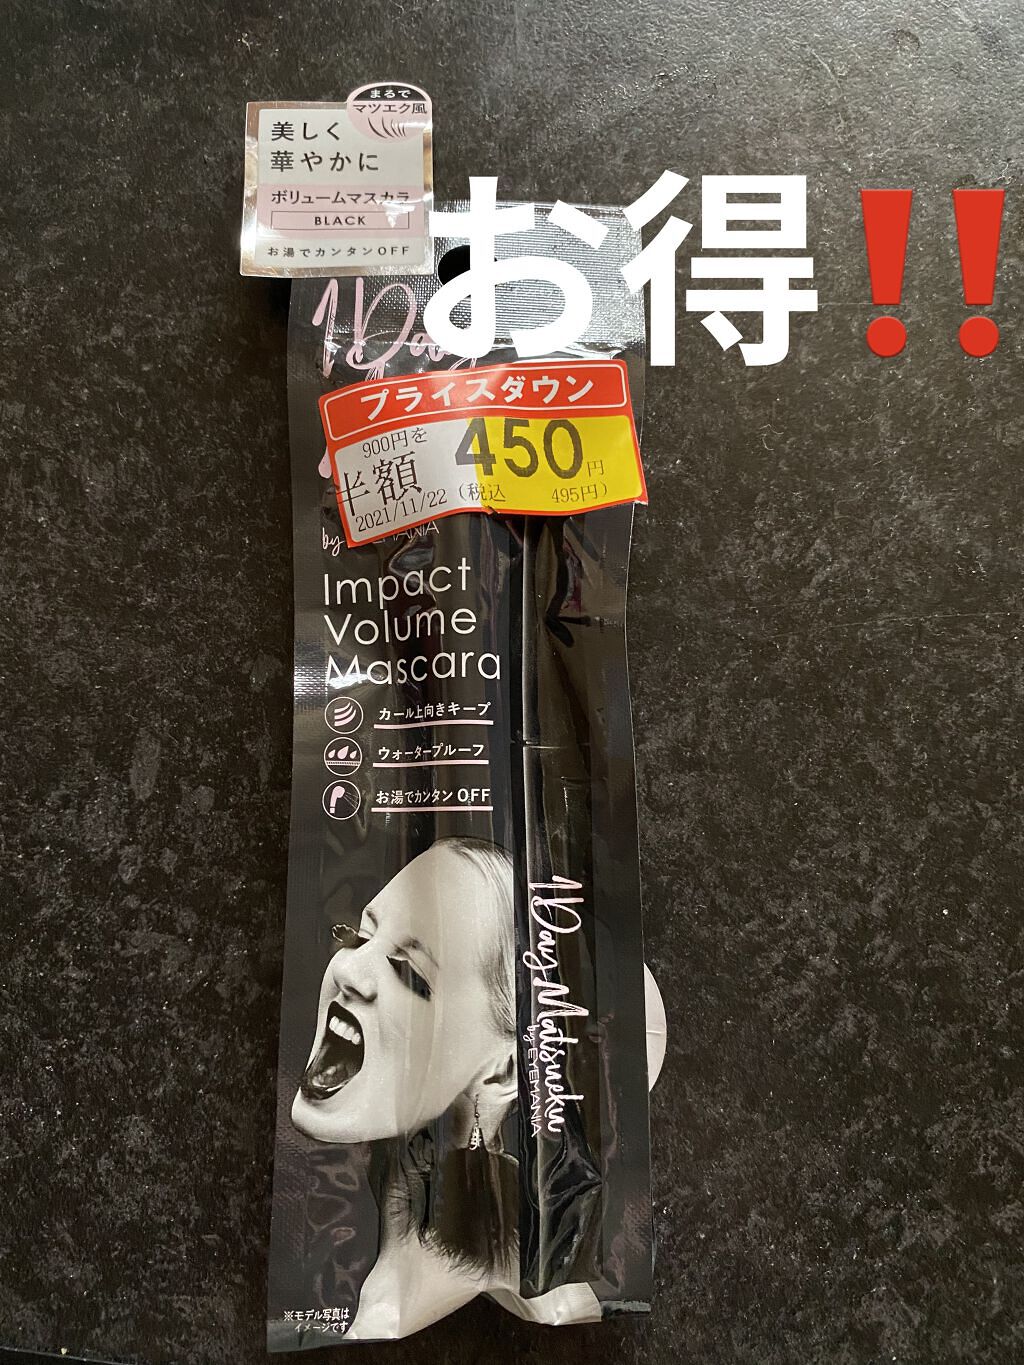 まるで
マツエク風
美しく
華やかに
ボリュームマスカラ
BLACK
お湯でカンタンOFF
お得‼
1Day
プライスダウン
900円を
半額
450円
2021/11/22
(税込 495円)
by EYEMANIA
Impact
Volume
Mascara
カール上向きキープ
ウォータープルーフ
お湯でカンタン OFF
1Day Matsueku
by EYEMANIA
※モデル写真は
イメージです